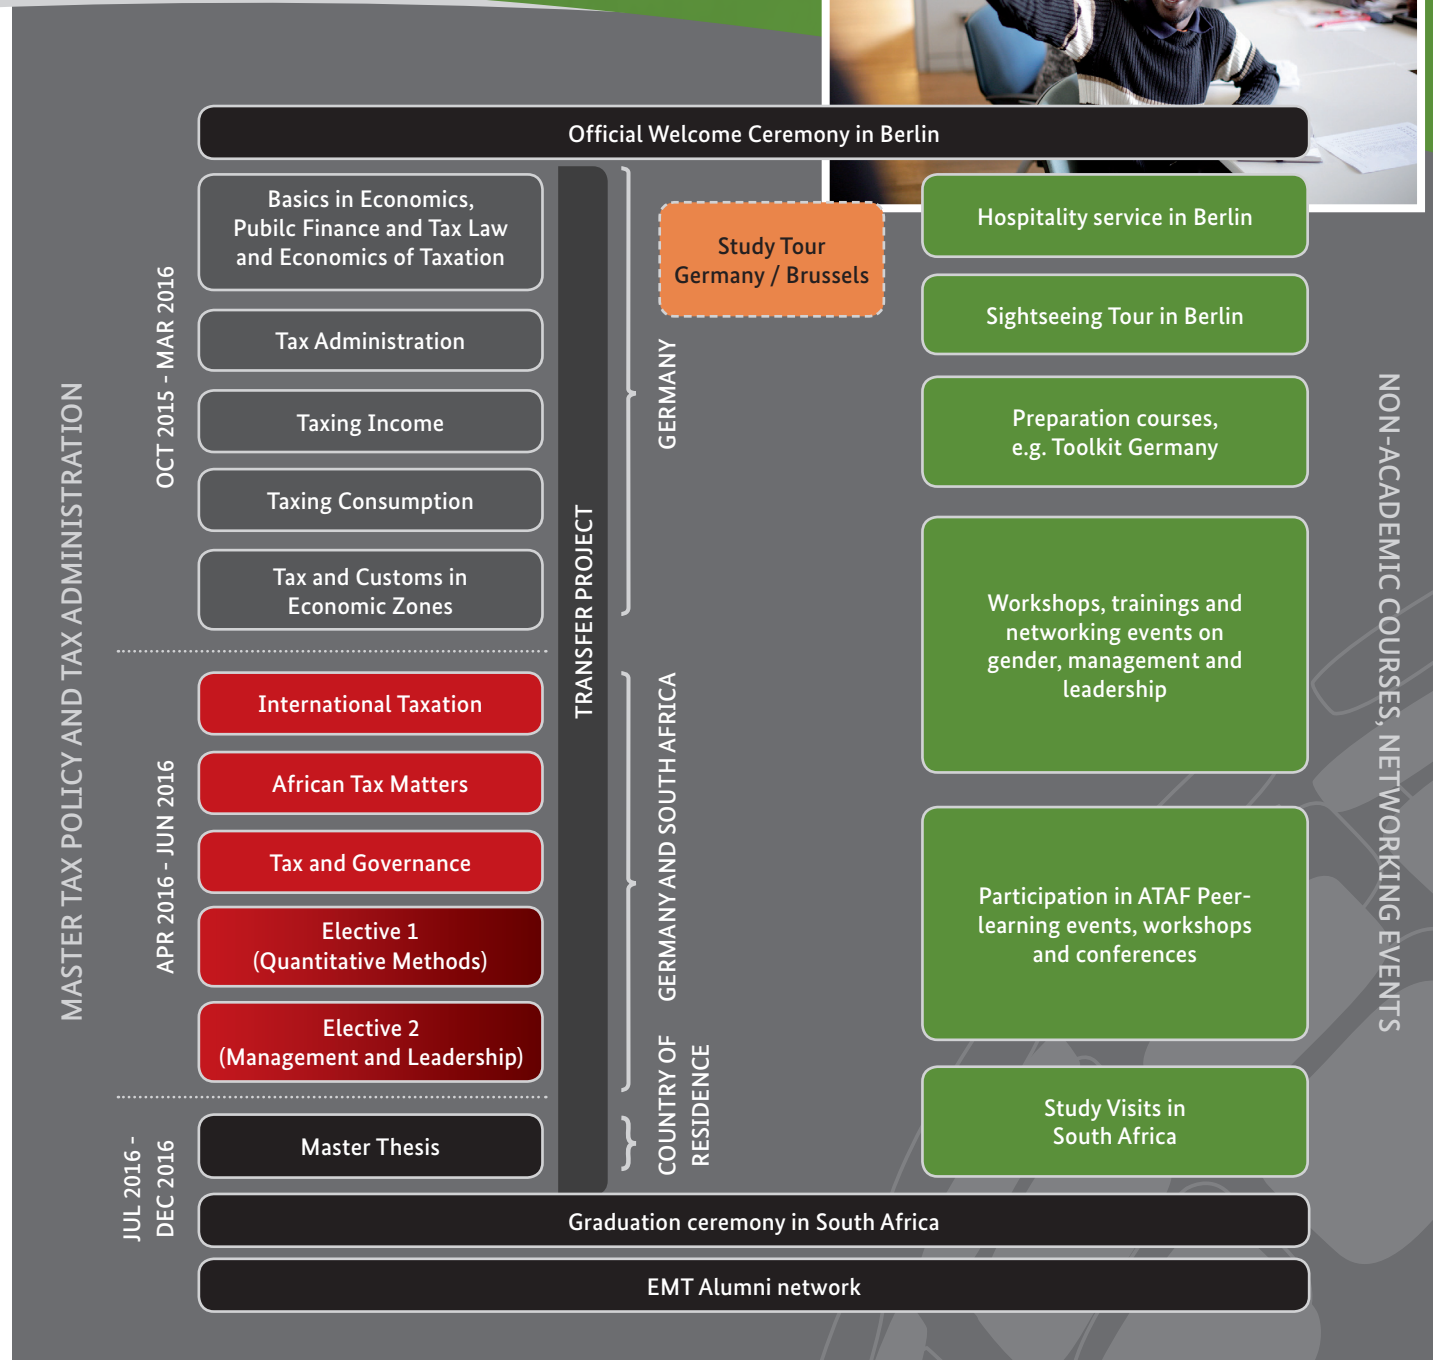 Official Welcome Ceremony in Berlin
MASTER TAX POLICY AND TAX ADMINISTRATION
OCT 2015 - MAR 2016
Basics in Economics,
Pubilc Finance and Tax Law
and Economics of Taxation
Tax Administration
Taxing Income
Taxing Consumption
Tax and Customs in
Economic Zones
APR 2016 - JUN 2016
International Taxation
African Tax Matters
Tax and Governance
Elective 1
(Quantitative Methods)
Elective 2
(Management and Leadership)
JUL 2016 -
DEC 2016
Master Thesis
TRANSFER PROJECT
GERMANY
GERMANY AND SOUTH AFRICA
COUNTRY OF
RESIDENCE
Study Tour
Germany / Brussels
Hospitality service in Berlin
Sightseeing Tour in Berlin
Preparation courses,
e.g. Toolkit Germany
Workshops, trainings and
networking events on
gender, management and
leadership
Participation in ATAF Peer-
learning events, workshops
and conferences
Study Visits in
South Africa
NON-ACADEMIC COURSES, NETWORKING EVENTS
Graduation ceremony in South Africa
EMT Alumni network